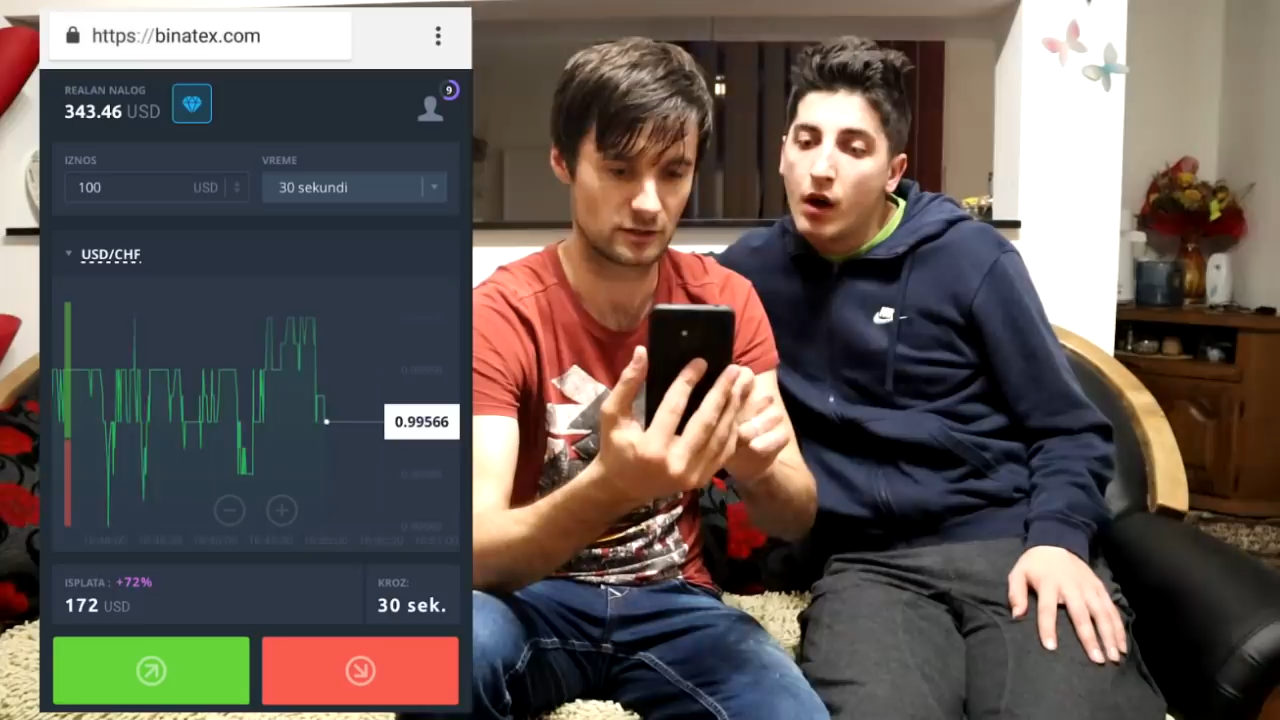 https://binatex.com
REALAN NALOG
343.46 USD
9
IZNOS
VREME
100 USD
30 sekundi
USD/CHF
0.99566
ISPLATA : +72%
KROZ:
172 USD
30 sek.